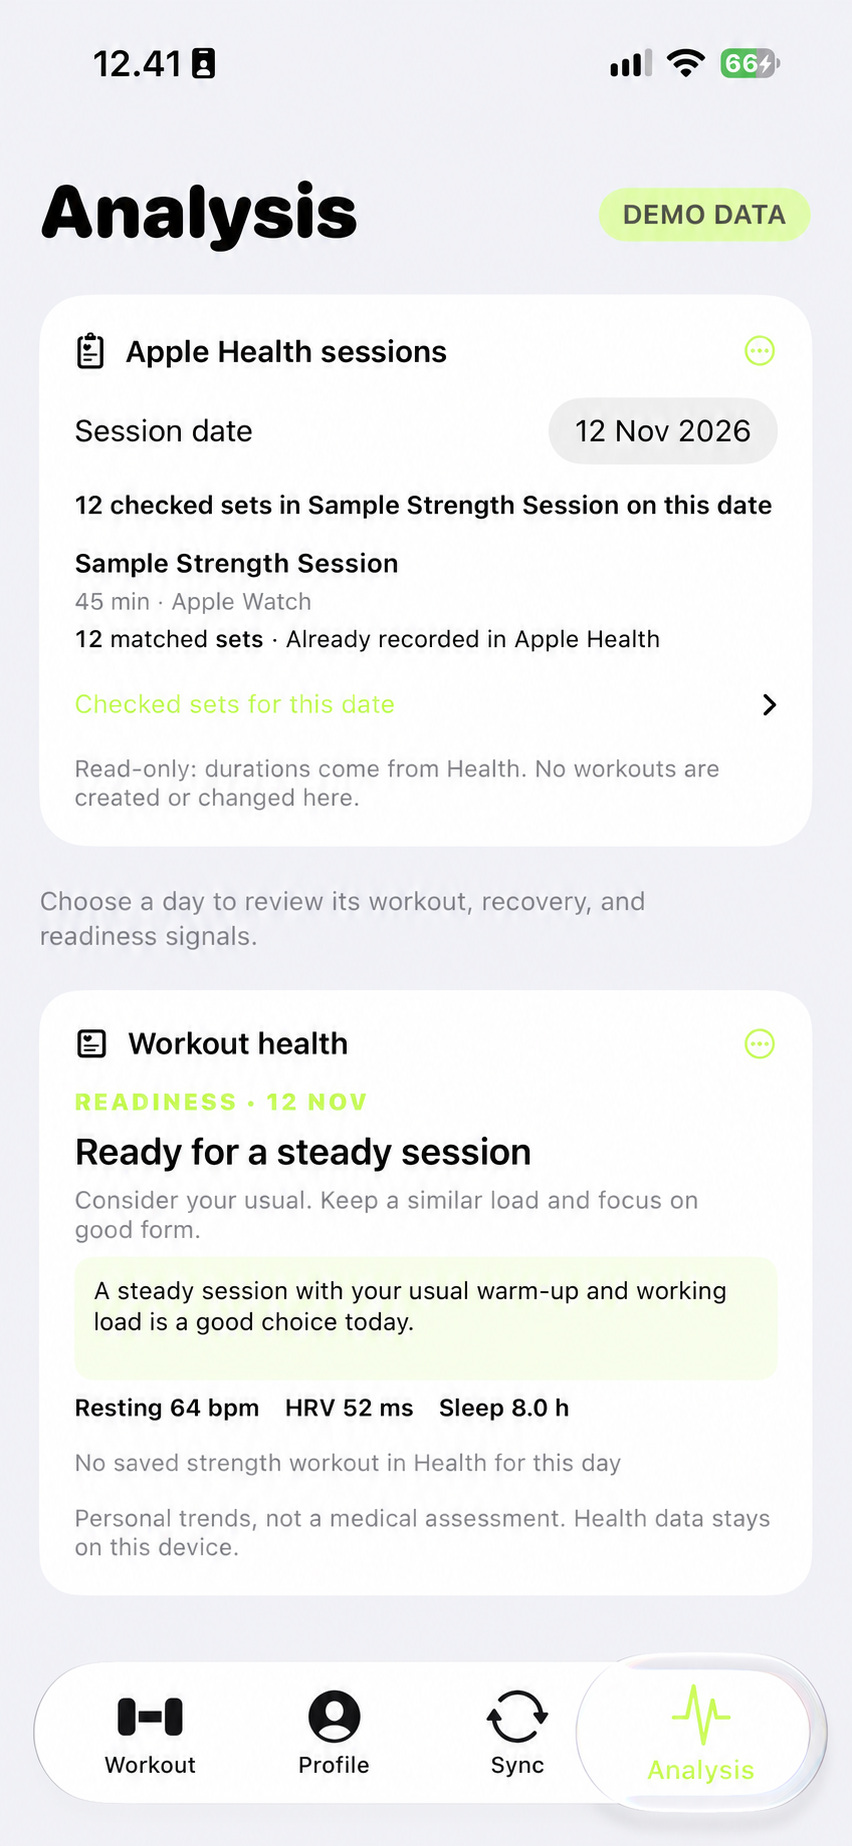 12.41
66
Analysis
DEMO DATA
Apple Health sessions
Session date
12 Nov 2026
12 checked sets in Sample Strength Session on this date
Sample Strength Session
45 min · Apple Watch
12 matched sets · Already recorded in Apple Health
Checked sets for this date
Read-only: durations come from Health. No workouts are
created or changed here.
Choose a day to review its workout, recovery, and
readiness signals.
Workout health
READINESS · 12 NOV
Ready for a steady session
Consider your usual. Keep a similar load and focus on
good form.
A steady session with your usual warm-up and working
load is a good choice today.
Resting 64 bpm HRV 52 ms Sleep 8.0 h
No saved strength workout in Health for this day
Personal trends, not a medical assessment. Health data stays
on this device.
Workout
Profile
Sync
Analysis